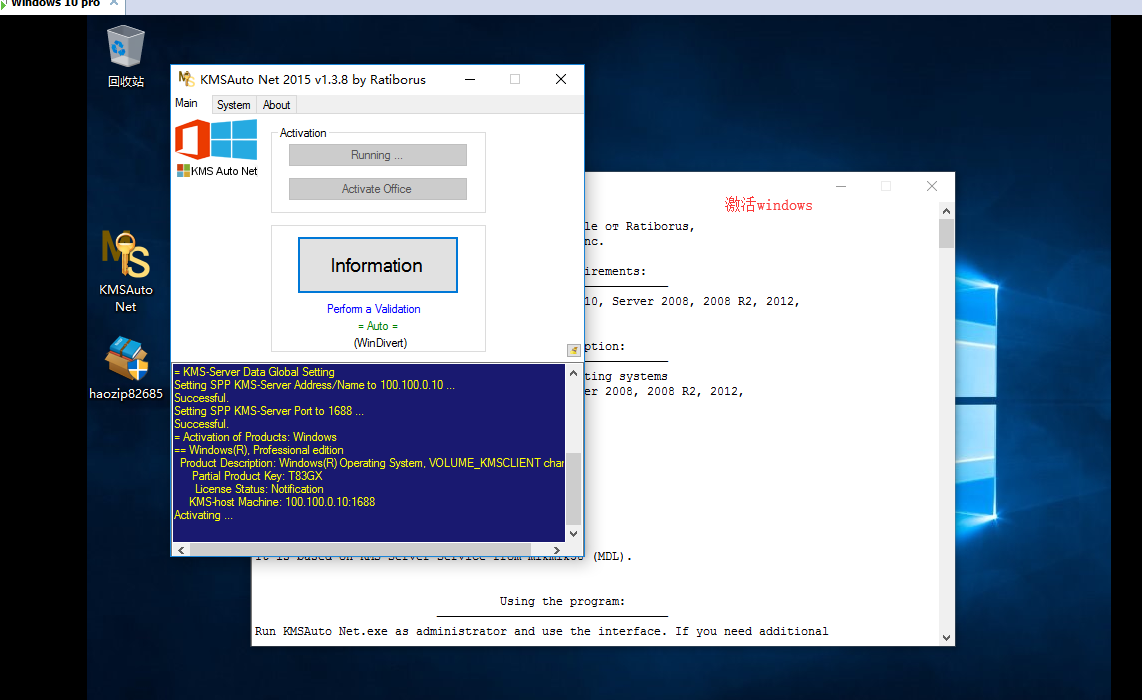 Windows 10 pro
回收站
KMSAuto Net
haozip82685
KMSAuto Net 2015 v1.3.8 by Ratiborus
Main
System
About
KMS Auto Net
Activation
Running ...
Activate Office
Information
Perform a Validation
= Auto =
(WinDivert)
= KMS-Server Data Global Setting
Setting SPP KMS-Server Address/Name to 100.100.0.10 ...
Successful.
Setting SPP KMS-Server Port to 1688 ...
Successful.
= Activation of Products: Windows
== Windows(R), Professional edition
Product Description: Windows(R) Operating System, VOLUME_KMSCLIENT char
Partial Product Key: T83GX
License Status: Notification
KMS-host Machine: 100.100.0.10:1688
Activating ...
激活windows
le от Ratiborus,
nc.
irements:
10, Server 2008, 2008 R2, 2012,
ption:
ting systems
er 2008, 2008 R2, 2012,
(MDL).
Using the program:
Run KMSAuto Net.exe as administrator and use the interface. If you need additional